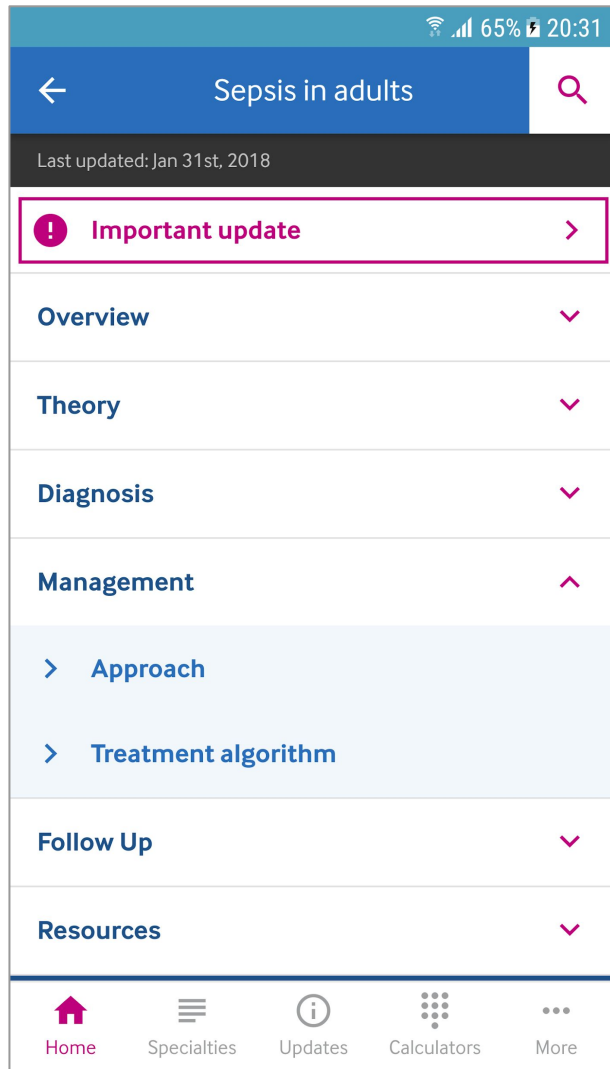 65% 20:31
Sepsis in adults
Last updated: Jan 31st, 2018
Important update
Overview
Theory
Diagnosis
Management
Approach
Treatment algorithm
Follow Up
Resources
Home Specialties Updates Calculators More